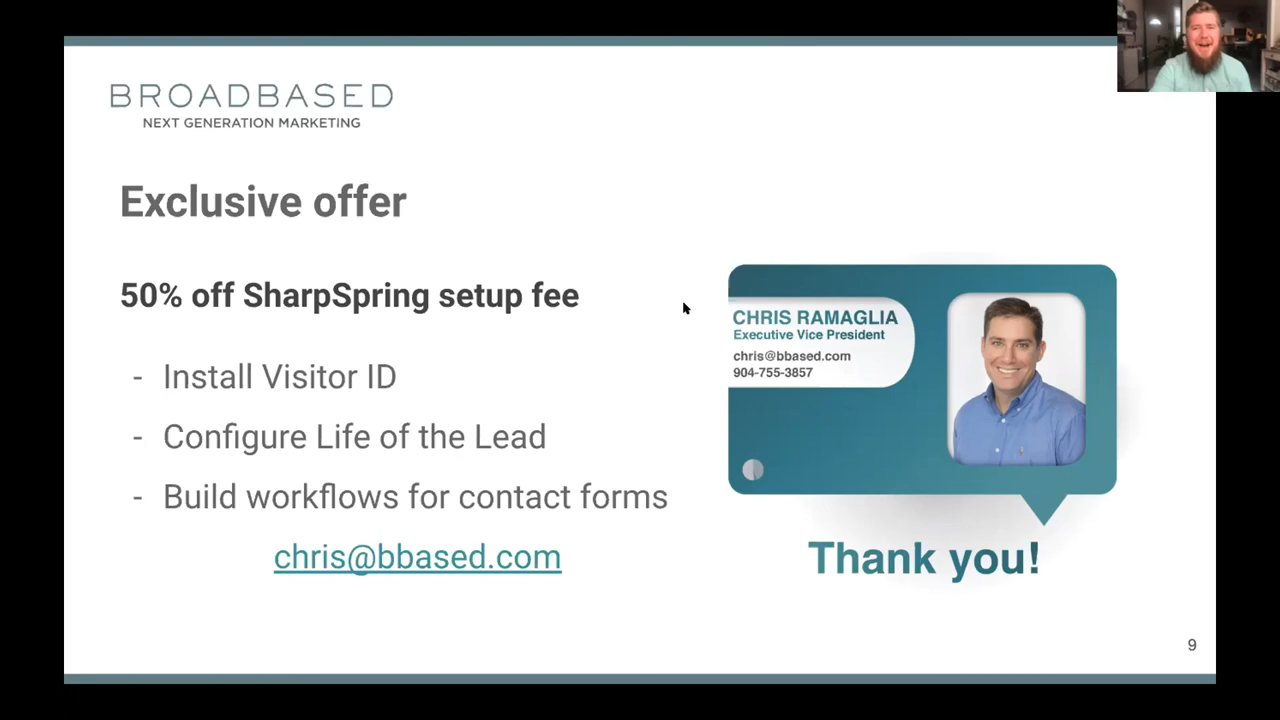 BROADBASED
NEXT GENERATION MARKETING
Exclusive offer
50% off SharpSpring setup fee
- Install Visitor ID
- Configure Life of the Lead
- Build workflows for contact forms
chris@bbased.com
CHRIS RAMAGLIA
Executive Vice President
chris@bbased.com
904-755-3857
Thank you!
9